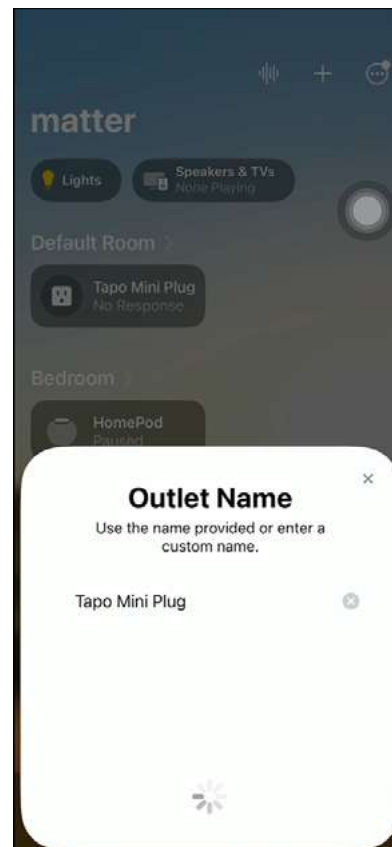 matter
Lights
Speakers & TVs
None Playing
Default Room
Tapo Mini Plug
No Response
Bedroom
HomePod
Paused
Outlet Name
Use the name provided or enter a
custom name.
Tapo Mini Plug